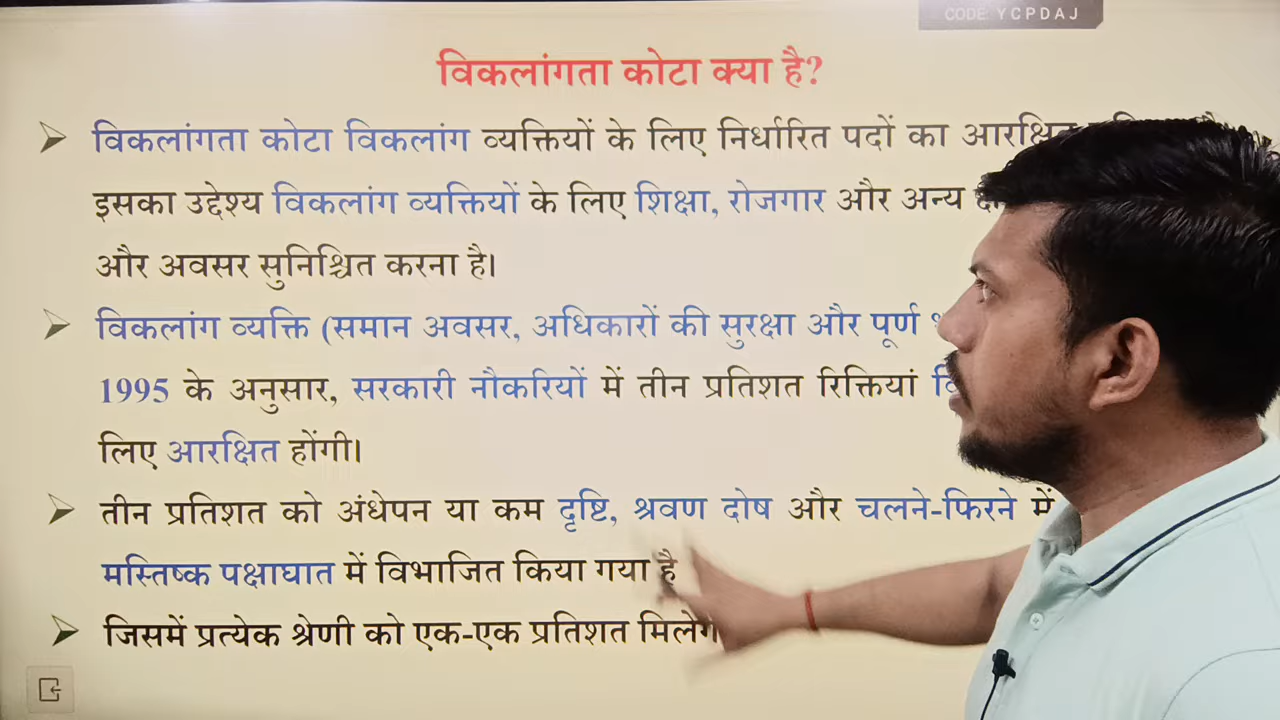 CODE: Y C P D A J
विकलांगता कोटा क्या है?
विकलांगता कोटा विकलांग व्यक्तियों के लिए निर्धारित पदों का आरक्षित
इसका उद्देश्य विकलांग व्यक्तियों के लिए शिक्षा, रोजगार और अन्य
और अवसर सुनिश्चित करना है।
विकलांग व्यक्ति (समान अवसर, अधिकारों की सुरक्षा और पूर्ण
1995 के अनुसार, सरकारी नौकरियों में तीन प्रतिशत रिक्तियां
लिए आरक्षित होंगी।
तीन प्रतिशत को अंधेपन या कम दृष्टि, श्रवण दोष और चलने-फिरने में
मस्तिष्क पक्षाघात में विभाजित किया गया है
जिसमें प्रत्येक श्रेणी को एक-एक प्रतिशत